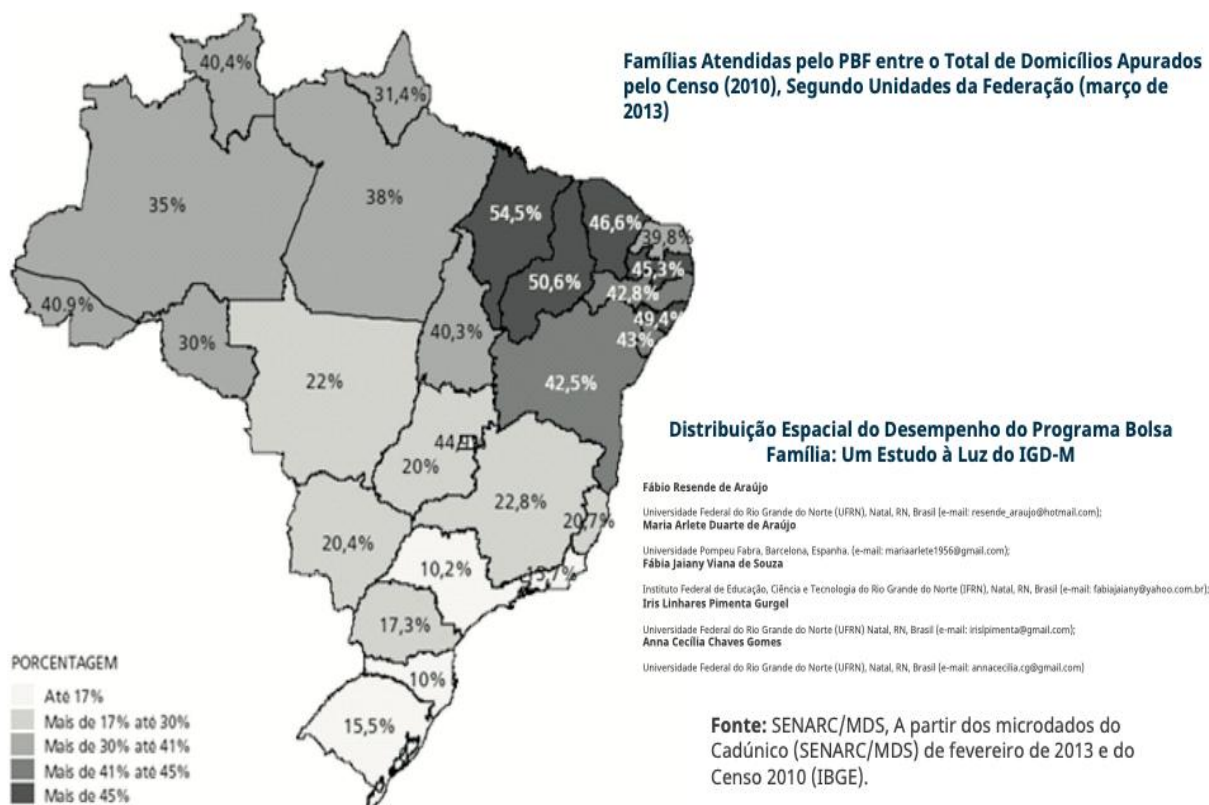 Famílias Atendidas pelo PBF entre o Total de Domicílios Apurados
pelo Censo (2010), Segundo Unidades da Federação (março de
2013)
40,4%
31,4%
35%
38%
54,5%
46,6%
39,8%
45,3%
50,6%
42,8%
49,4%
43%
40.9%
30%
40,3%
22%
42,5%
20%
22,8%
20,7%
20,4%
10,2%
17,3%
10%
15,5%
PORCENTAGEM
Até 17%
Mais de 17% até 30%
Mais de 30% até 41%
Mais de 41% até 45%
Mais de 45%
Distribuição Espacial do Desempenho do Programa Bolsa
Família: Um Estudo à Luz do IGD-M
Fábio Resende de Araújo
Universidade Federal do Rio Grande do Norte (UFRN), Natal, RN, Brasil (e-mail: resende_araujo@hotmail.com);
Maria Arlete Duarte de Araújo
Universidade Pompeu Fabra, Barcelona, Espanha. (e-mail: mariaarlete1956@gmail.com);
Fábia Jaiany Viana de Souza
Instituto Federal de Educação, Ciência e Tecnologia do Rio Grande do Norte (IFRN), Natal, RN, Brasil (e-mail: fabiajaiany@yahoo.com.br);
Iris Linhares Pimenta Gurgel
Universidade Federal do Rio Grande do Norte (UFRN) Natal, RN, Brasil (e-mail: irislpimenta@gmail.com);
Anna Cecília Chaves Gomes
Universidade Federal do Rio Grande do Norte (UFRN), Natal, RN, Brasil (e-mail: annacecilia.cg@gmail.com)
Fonte: SENARC/MDS, A partir dos microdados do
Cadúnico (SENARC/MDS) de fevereiro de 2013 e do
Censo 2010 (IBGE).